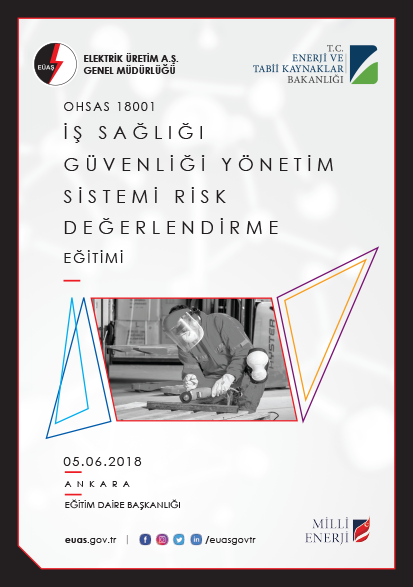 EÜAŞ
ELEKTRİK ÜRETİM A.Ş.
GENEL MÜDÜRLÜĞÜ
T.C.
ENERJİ VE
TABİİ KAYNAKLAR
BAKANLIĞI
OHSAS 18001
İŞ SAĞLIĞI
GÜVENLİĞİ YÖNETİM
SİSTEMİ RİSK
DEĞERLENDİRME
EĞİTİMİ
HYSTER
05.06.2018
ANKARA
EĞİTİM DAİRE BAŞKANLIĞI
euas.gov.tr | /euasgovtr
MİLLİ
ENERJİ